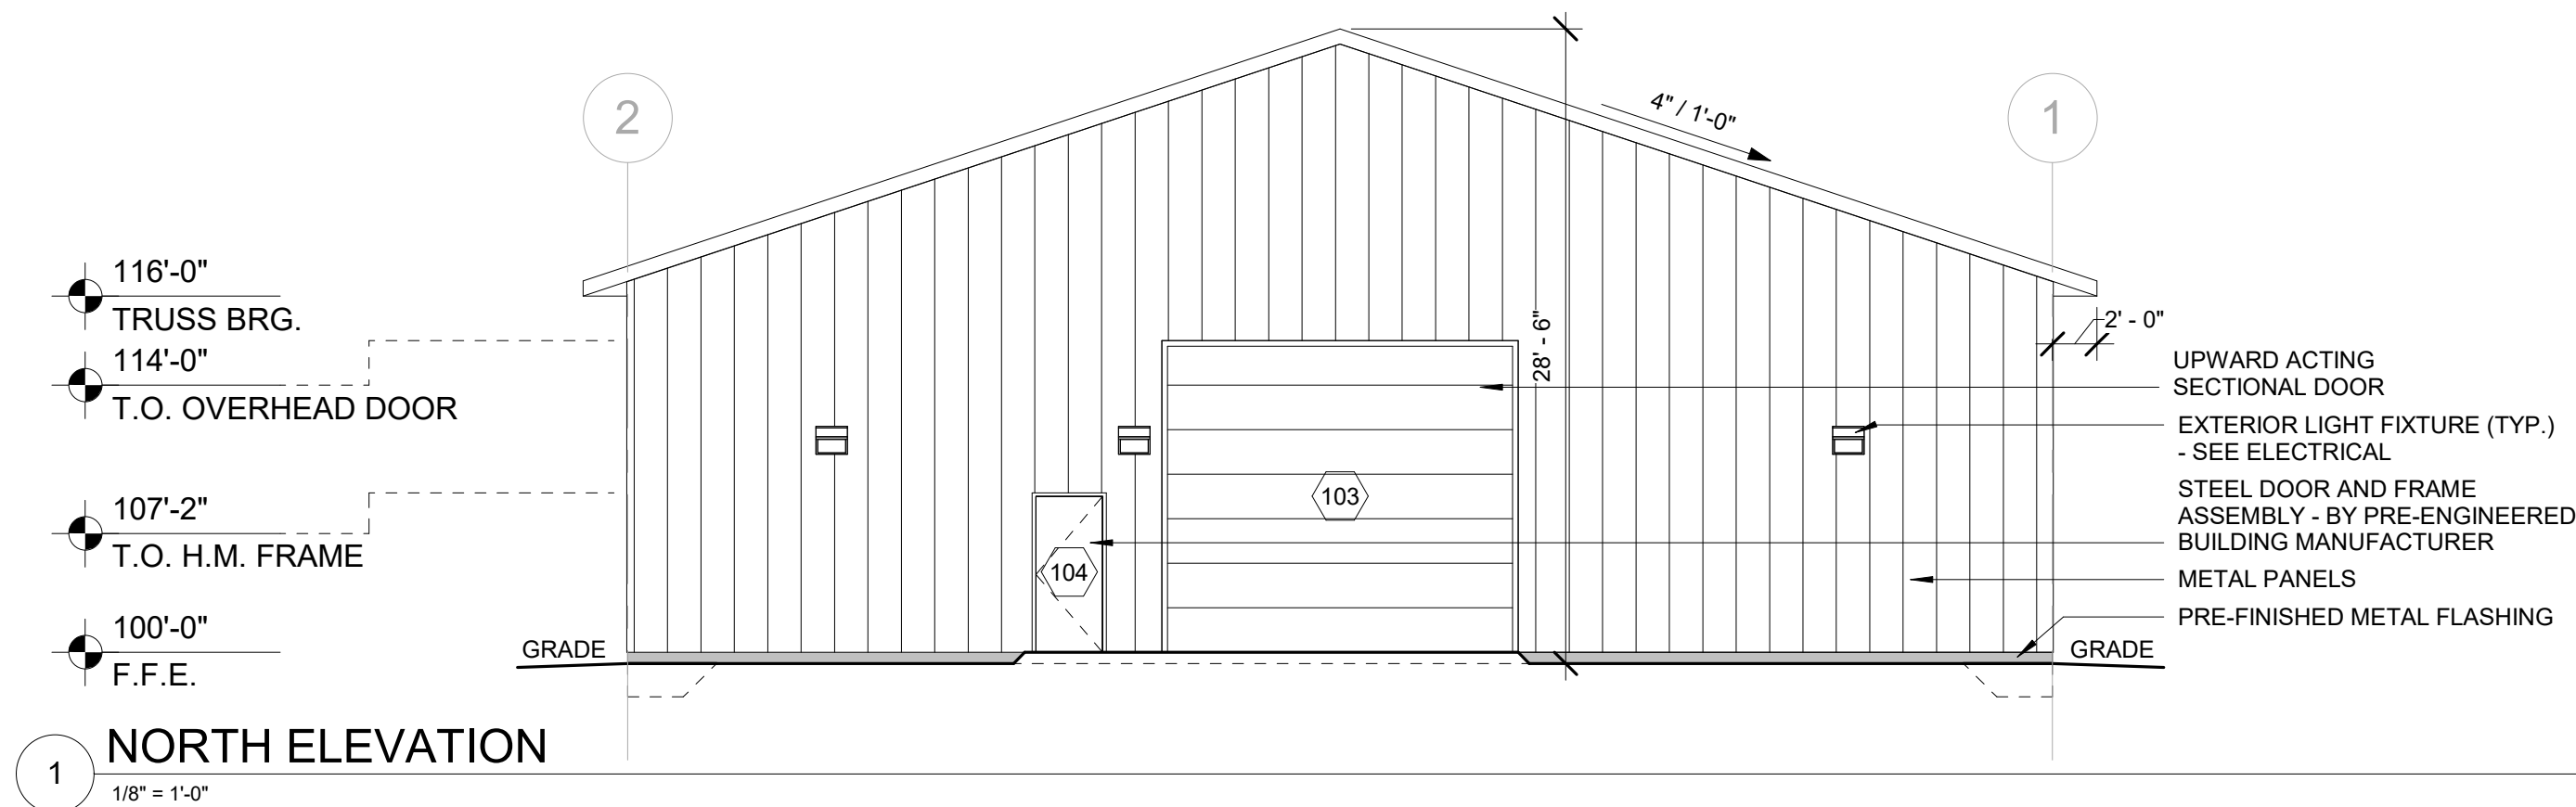 2
1
4" / 1'-0"
116'-0"
TRUSS BRG.
114'-0"
T.O. OVERHEAD DOOR
107'-2"
T.O. H.M. FRAME
100'-0"
F.F.E.
28' - 6"
2' - 0"
UPWARD ACTING
SECTIONAL DOOR
EXTERIOR LIGHT FIXTURE (TYP.)
- SEE ELECTRICAL
STEEL DOOR AND FRAME
ASSEMBLY - BY PRE-ENGINEERED
BUILDING MANUFACTURER
METAL PANELS
PRE-FINISHED METAL FLASHING
103
104
GRADE
GRADE
1
NORTH ELEVATION
1/8" = 1'-0"